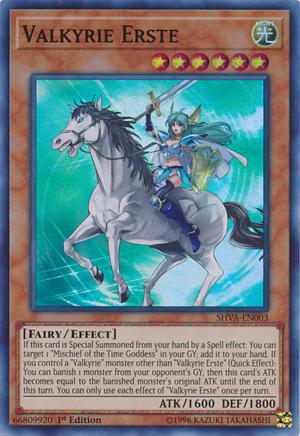 Valkyrie Erste
LIGHT
光
SHVA-EN003
[Fairy/Effect]
If this card is Special Summoned from your hand by a Spell effect: You can
target 1 "Mischief of the Time Goddess" in your GY; add it to your hand. If
you control a "Valkyrie" monster other than "Valkyrie Erste" (Quick Effect):
You can banish 1 monster from your opponent's GY, then this card's ATK
becomes equal to the banished monster's original ATK until the end of
this turn. You can only use each effect of "Valkyrie Erste" once per turn.
ATK/1600 DEF/1800
66809920 1st Edition ©1996 KAZUKI TAKAHASHI